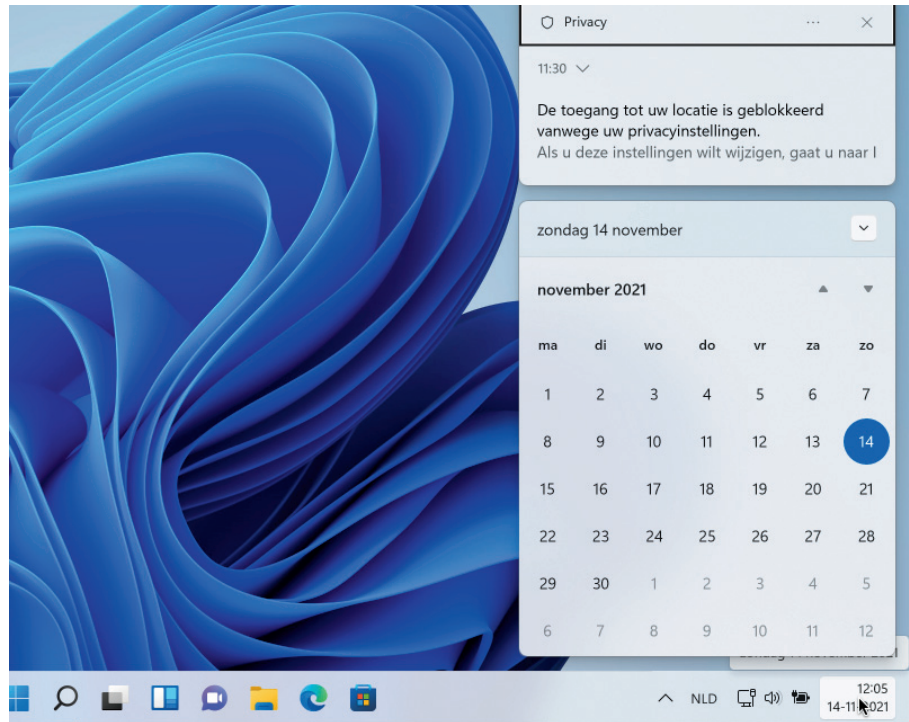 Privacy
11:30
De toegang tot uw locatie is geblokkeerd
vanwege uw privacyinstellingen.
Als u deze instellingen wilt wijzigen, gaat u naar I
zondag 14 november
november 2021
ma di wo do vr za zo
1 2 3 4 5 6 7
8 9 10 11 12 13 14
15 16 17 18 19 20 21
22 23 24 25 26 27 28
29 30 1 2 3 4 5
6 7 8 9 10 11 12
NLD
12:05
14-11-2021